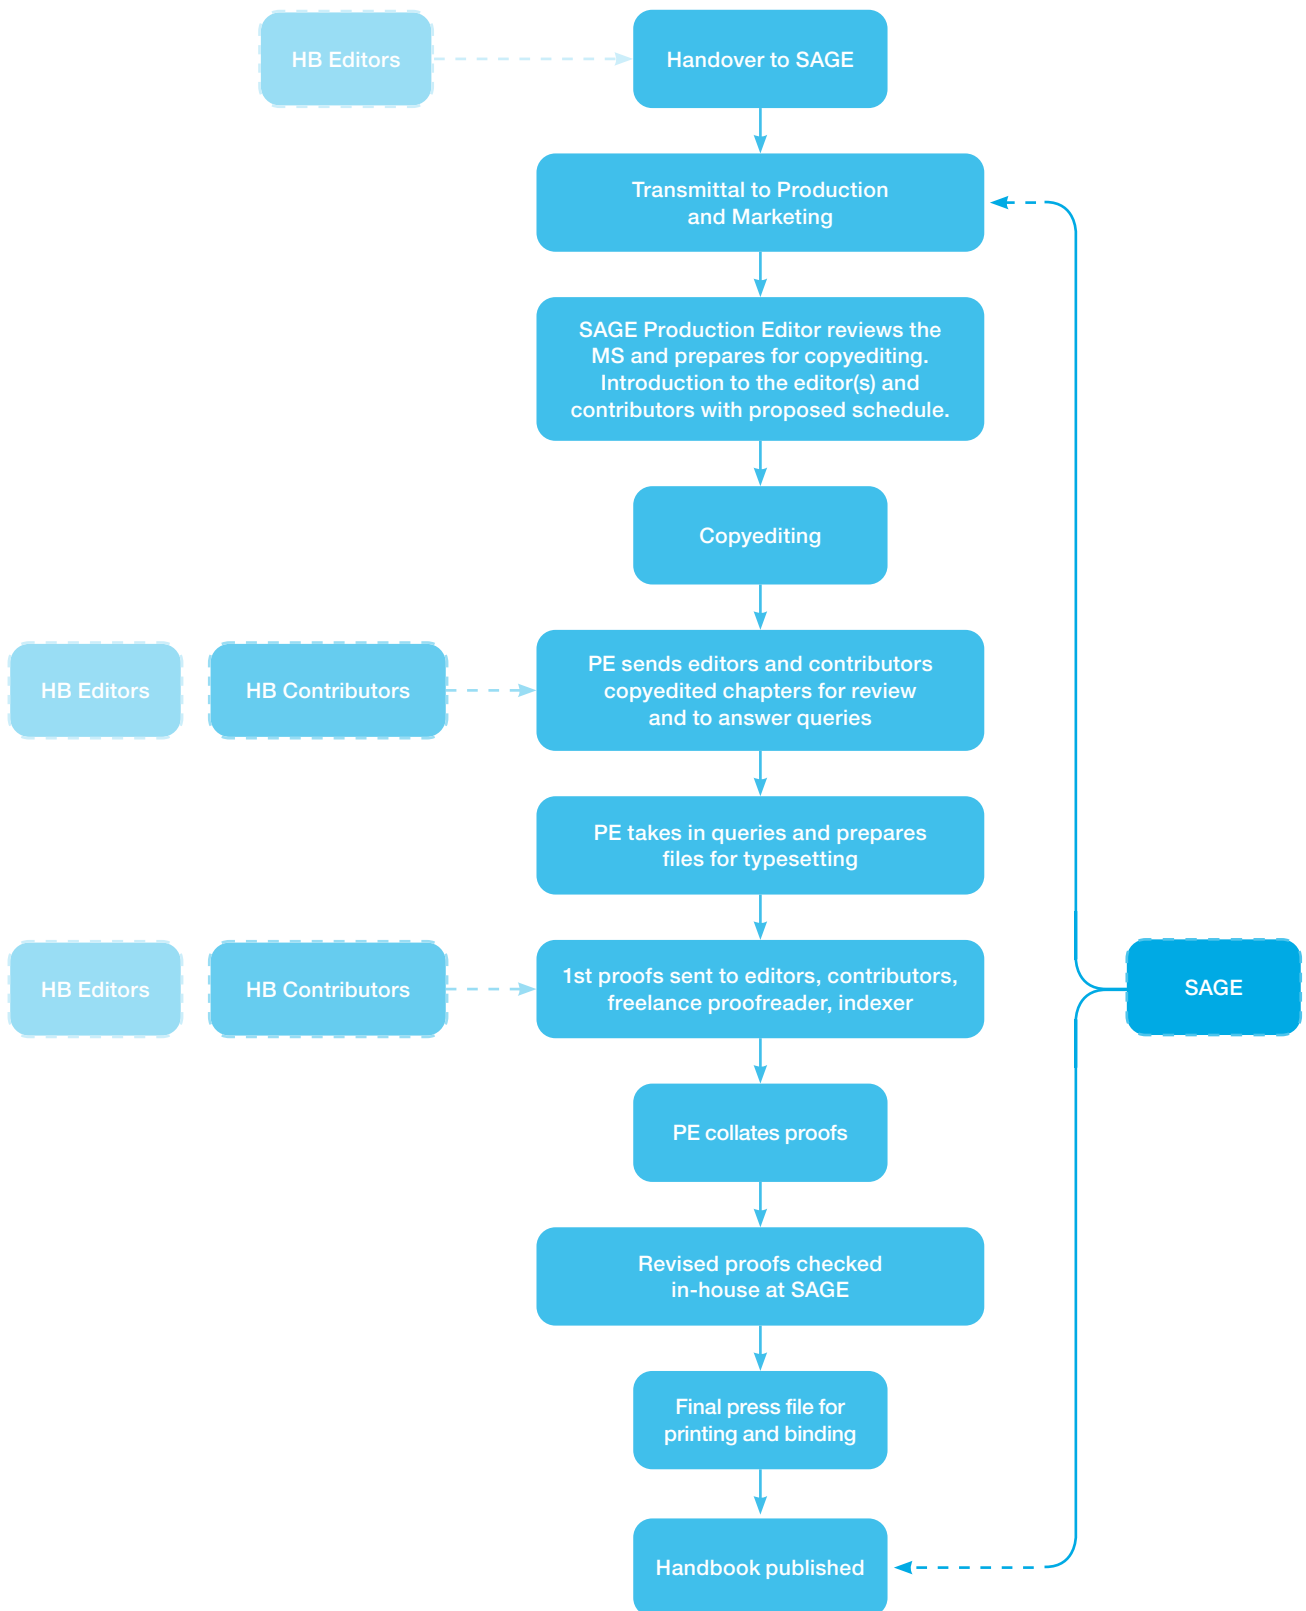 HB Editors
Handover to SAGE
Transmittal to Production
and Marketing
SAGE Production Editor reviews the
MS and prepares for copyediting.
Introduction to the editor(s) and
contributors with proposed schedule.
Copyediting
HB Editors
HB Contributors
PE sends editors and contributors
copyedited chapters for review
and to answer queries
PE takes in queries and prepares
files for typesetting
HB Editors
HB Contributors
1st proofs sent to editors, contributors,
freelance proofreader, indexer
SAGE
PE collates proofs
Revised proofs checked
in-house at SAGE
Final press file for
printing and binding
Handbook published